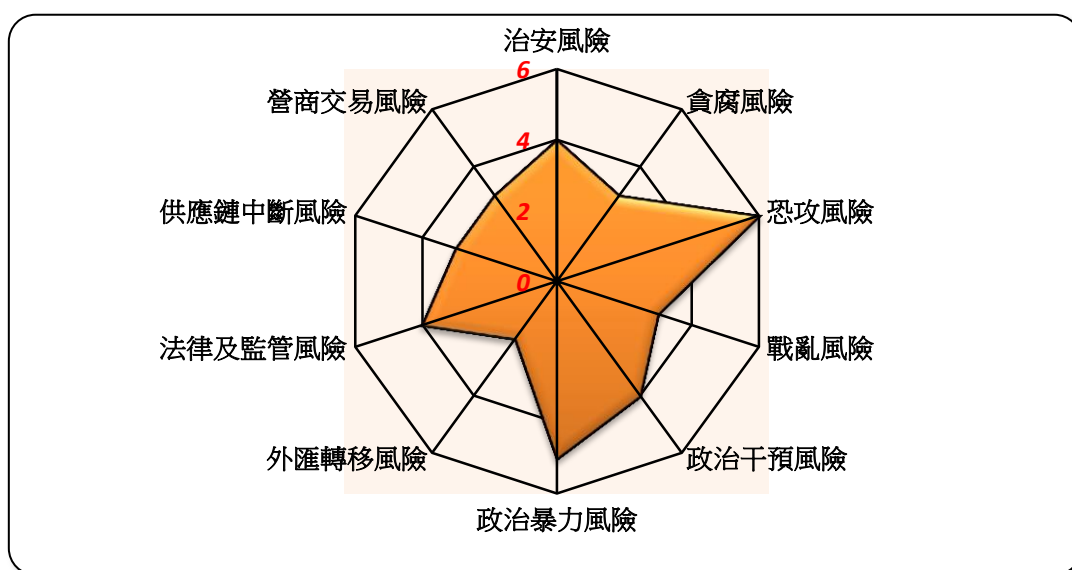 治安風險
6
營商交易風險
貪腐風險
4
供應鏈中斷風險
2
恐攻風險
0
法律及監管風險
戰亂風險
外匯轉移風險
政治干預風險
政治暴力風險